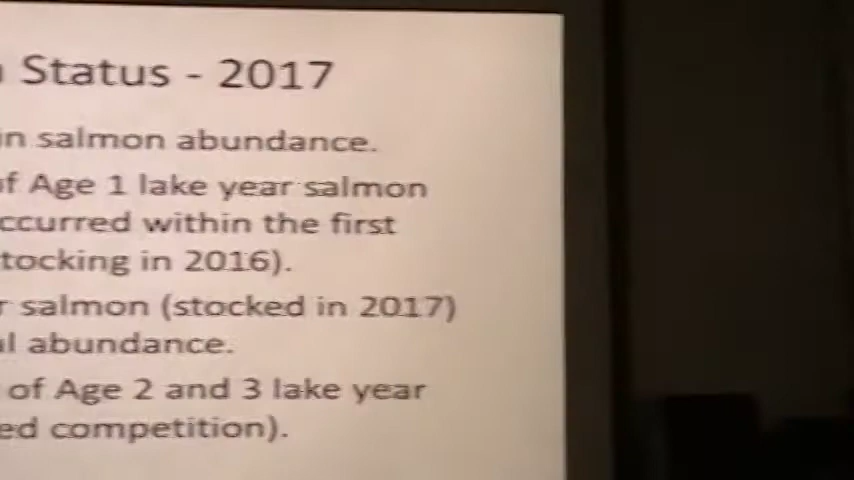 Status - 2017
in salmon abundance.
of Age 1 lake year salmon
ccurred within the first
tocking in 2016).
r salmon (stocked in 2017)
al abundance.
of Age 2 and 3 lake year
ed competition).